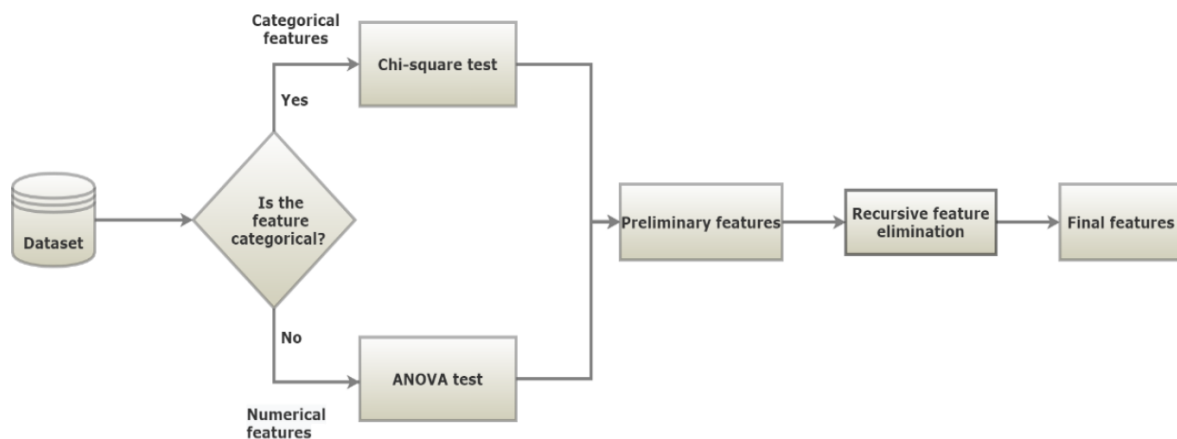 Categorical
features
Chi-square test
Yes
Dataset
Is the
feature
categorical?
Preliminary features
Recursive feature
elimination
Final features
No
ANOVA test
Numerical
features